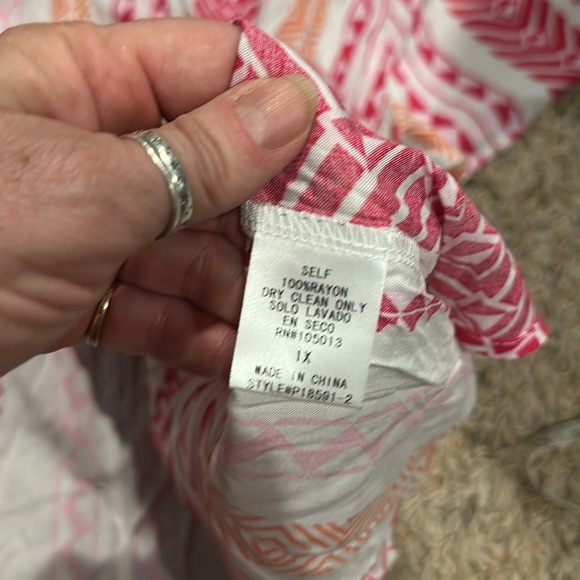 SELF
100%RAYON
DRY CLEAN ONLY
SOLO LAVADO
EN SECO
RN#105013
1X
MADE IN CHINA
STYLE#P18591-2